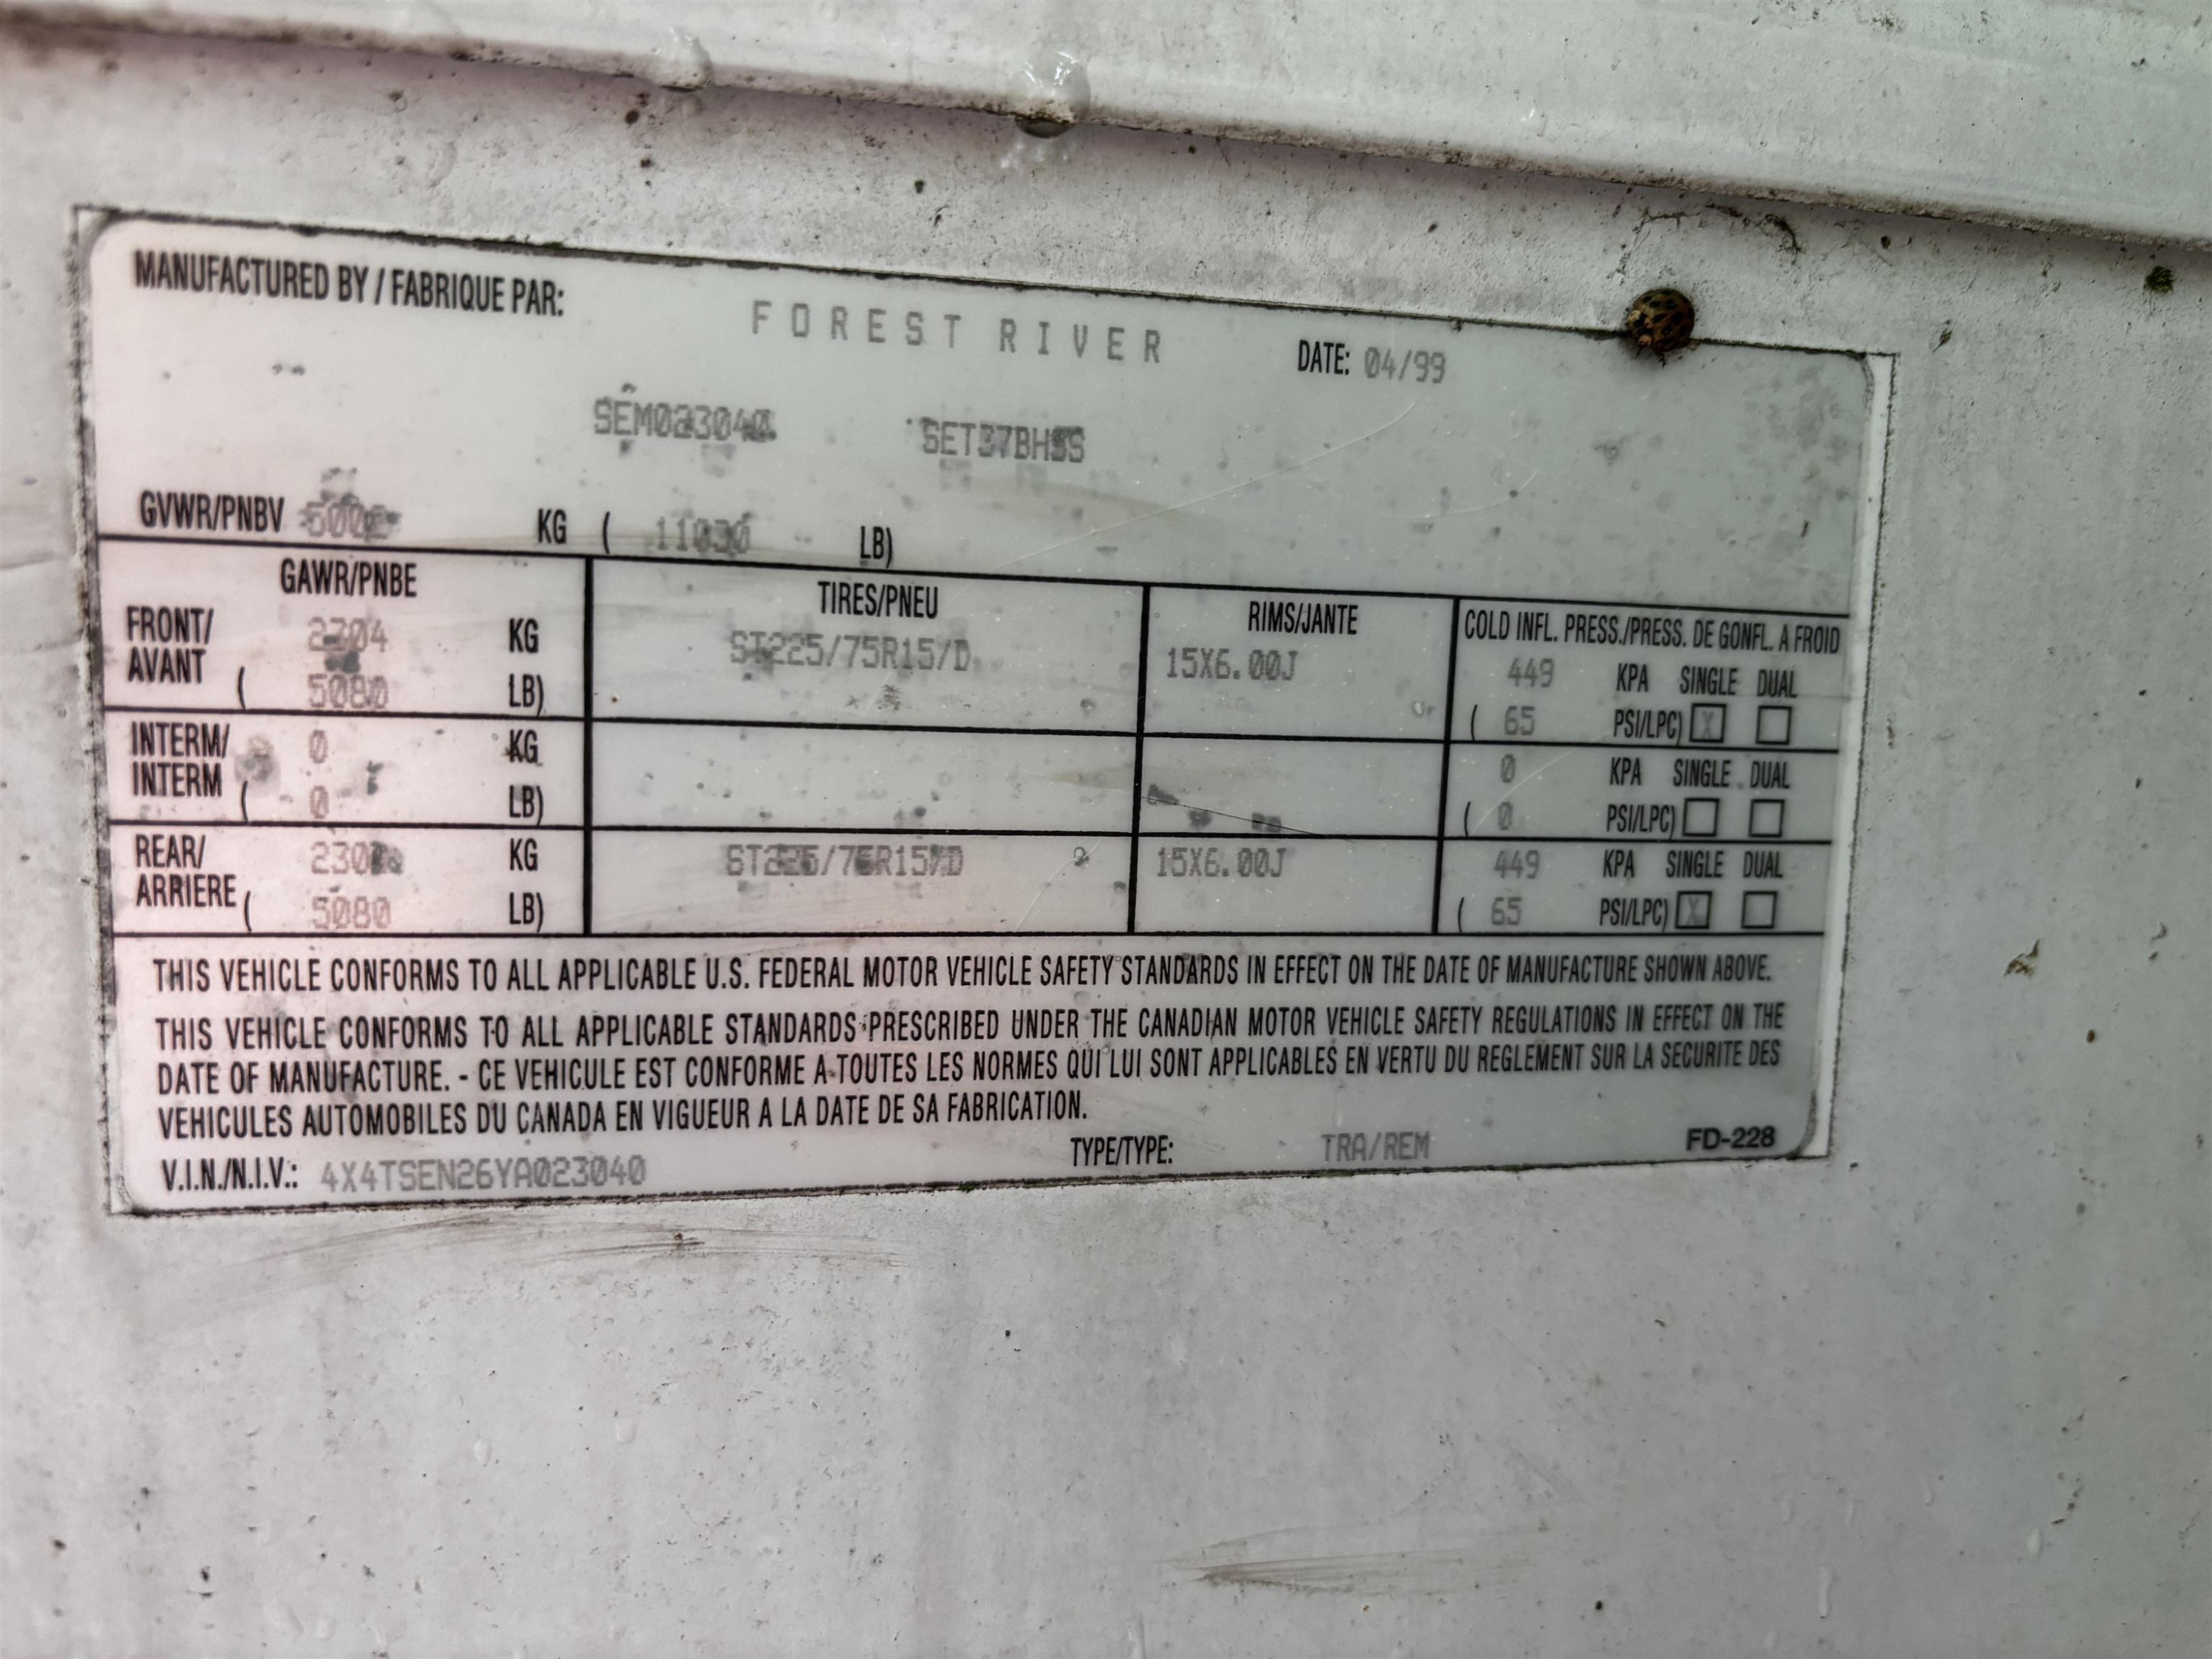 MANUFACTURED BY / FABRIQUE PAR: FOREST RIVER DATE: 04/99
SEM023040 SET37BHSS
GVWR/PNBV KG ( 11030 LB)
GAWR/PNBE TIRES/PNEU RIMS/JANTE COLD INFL. PRESS./PRESS. DE GONFL. A FROID
FRONT/ 2304 KG ST225/75R15/D 15X6.00J 449 KPA SINGLE DUAL
AVANT ( 5080 LB) ( 65 PSI/LPC) X
INTERM/ 0 KG 0 KPA SINGLE DUAL
INTERM ( 0 LB) ( 0 PSI/LPC)
REAR/ KG ST225/75R15/D 15X6.00J 449 KPA SINGLE DUAL
ARRIERE ( 5080 LB) ( 65 PSI/LPC) X
THIS VEHICLE CONFORMS TO ALL APPLICABLE U.S. FEDERAL MOTOR VEHICLE SAFETY STANDARDS IN EFFECT ON THE DATE OF MANUFACTURE SHOWN ABOVE.
THIS VEHICLE CONFORMS TO ALL APPLICABLE STANDARDS PRESCRIBED UNDER THE CANADIAN MOTOR VEHICLE SAFETY REGULATIONS IN EFFECT ON THE
DATE OF MANUFACTURE. - CE VEHICULE EST CONFORME A TOUTES LES NORMES QUI LUI SONT APPLICABLES EN VERTU DU REGLEMENT SUR LA SECURITE DES
VEHICULES AUTOMOBILES DU CANADA EN VIGUEUR A LA DATE DE SA FABRICATION.
V.I.N./N.I.V.: 4X4TSEN26YA023040 TYPE/TYPE: TRA/REM FD-228